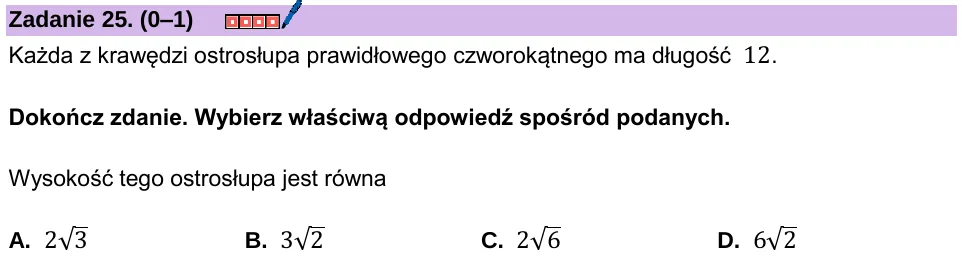 Zadanie 25. (0–1)
Każda z krawędzi ostrosłupa prawidłowego czworokątnego ma długość 12.
Dokończ zdanie. Wybierz właściwą odpowiedź spośród podanych.
Wysokość tego ostrosłupa jest równa
A. 2√3 B. 3√2 C. 2√6 D. 6√2